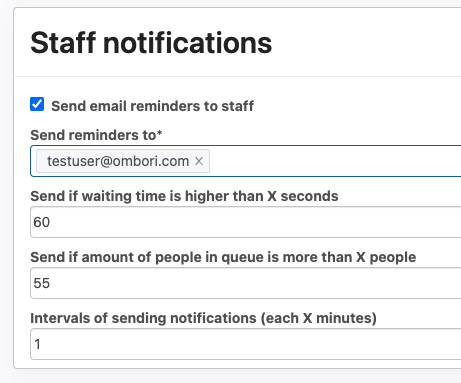 Staff notifications
Send email reminders to staff
Send reminders to*
testuser@ombori.com ×
Send if waiting time is higher than X seconds
60
Send if amount of people in queue is more than X people
55
Intervals of sending notifications (each X minutes)
1